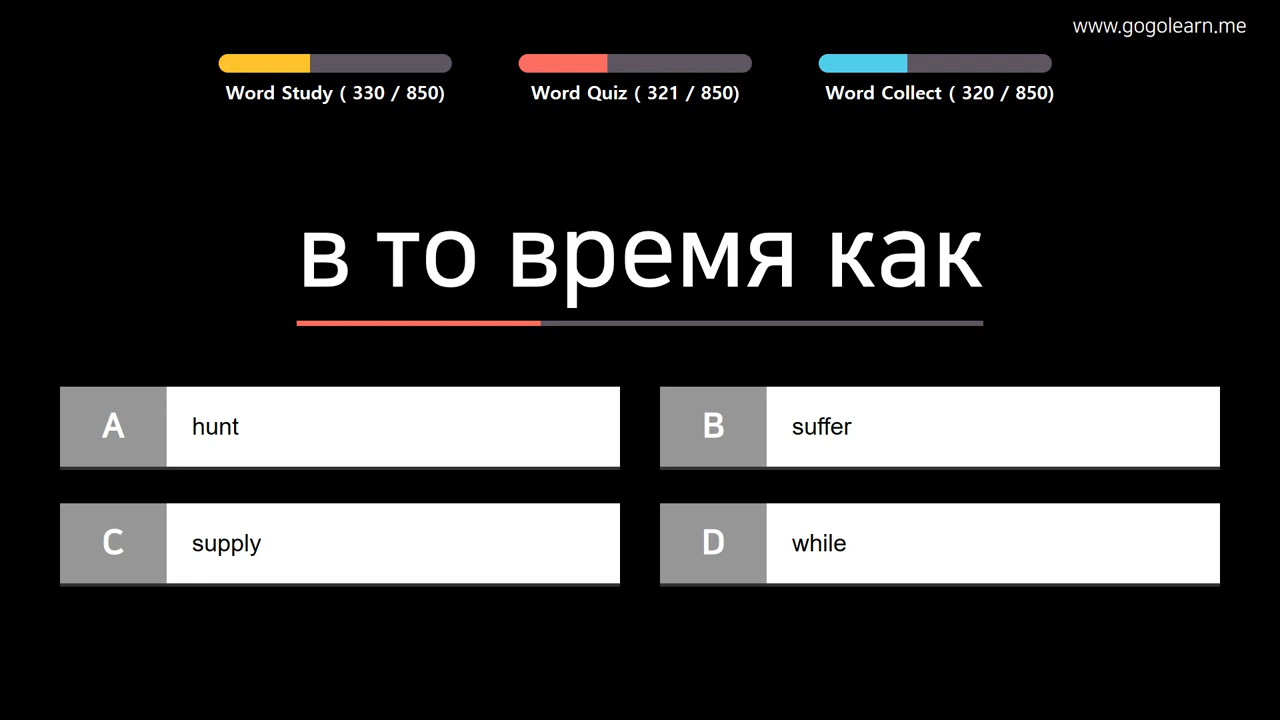 www.gogolearn.me
Word Study ( 330 / 850)
Word Quiz ( 321 / 850)
Word Collect ( 320 / 850)
в то время как
A hunt
B suffer
C supply
D while